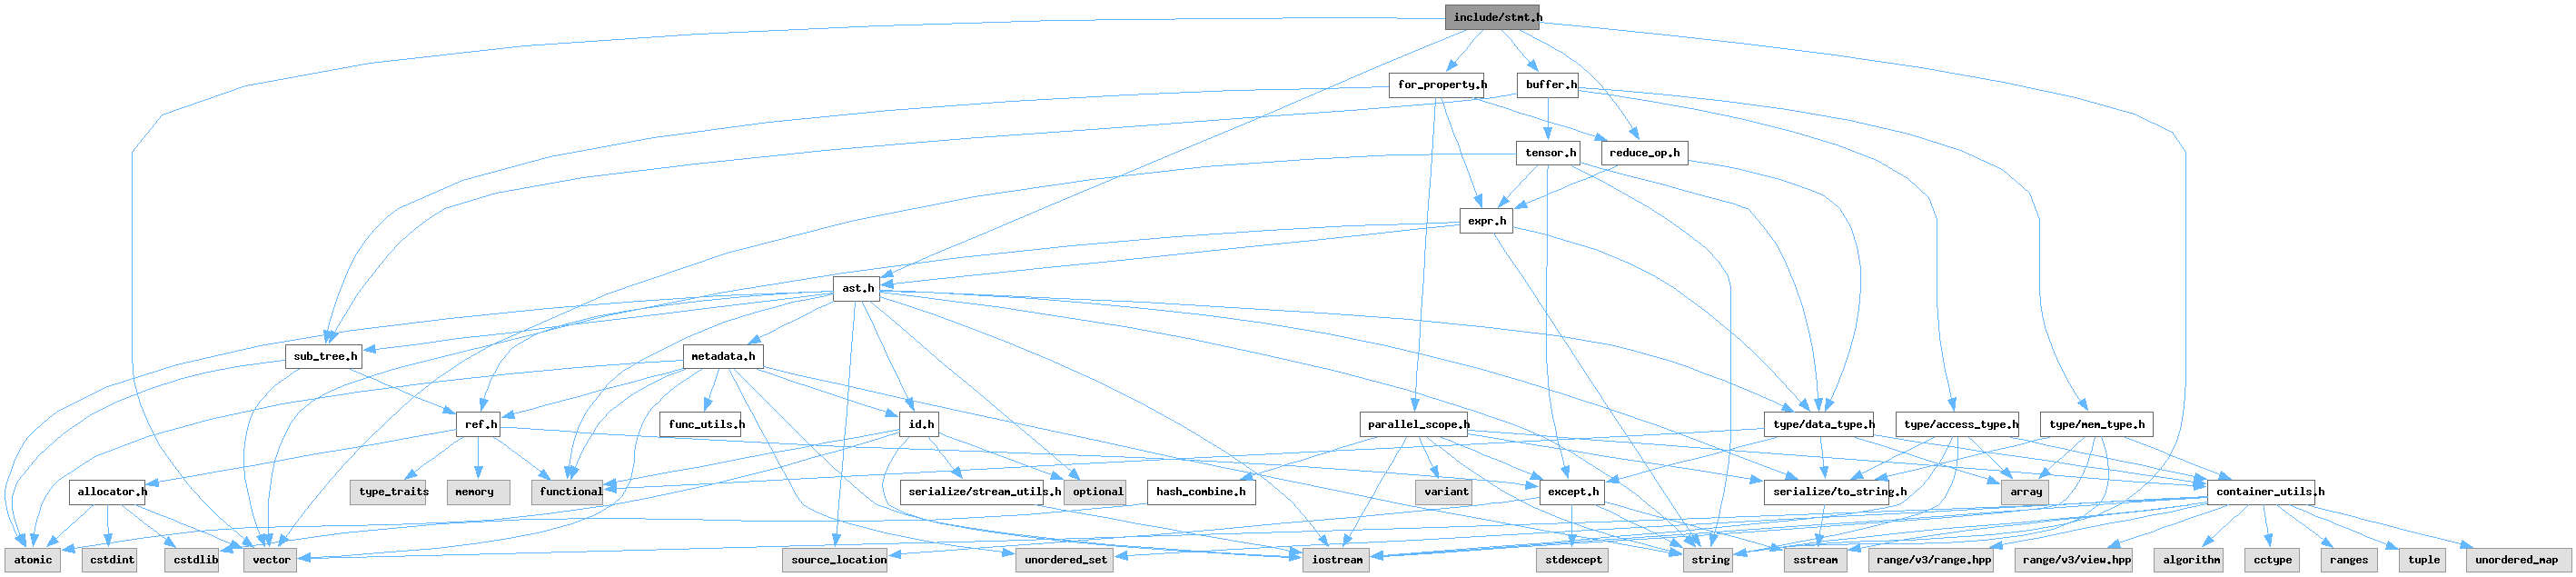 include/stmt.h
for_property.h
buffer.h
tensor.h
reduce_op.h
expr.h
ast.h
sub_tree.h
metadata.h
ref.h
func_utils.h
id.h
parallel_scope.h
type/data_type.h
type/access_type.h
type/mem_type.h
allocator.h
type_traits
memory
functional
serialize/stream_utils.h
optional
hash_combine.h
variant
except.h
serialize/to_string.h
array
container_utils.h
atomic
cstdint
cstdlib
vector
source_location
unordered_set
iostream
stdexcept
string
sstream
range/v3/range.hpp
range/v3/view.hpp
algorithm
cctype
ranges
tuple
unordered_map